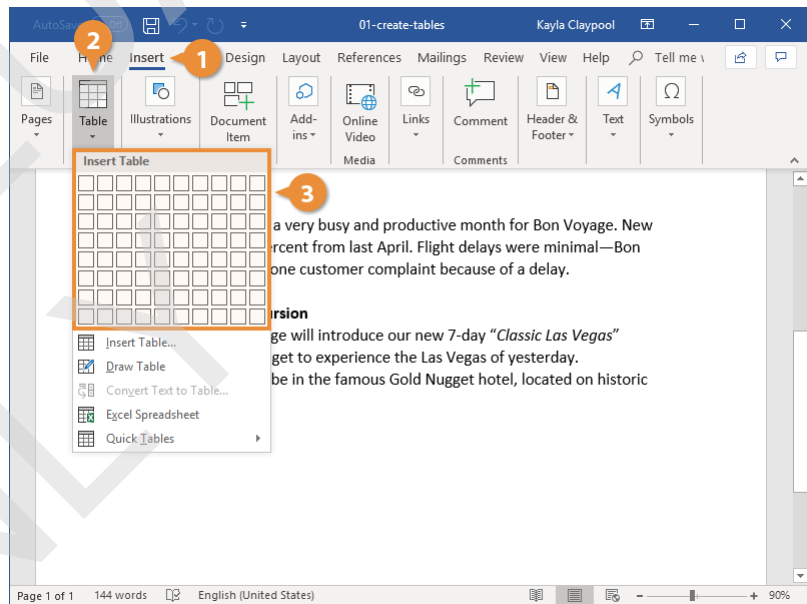 AutoSave Off 01-create-tables Kayla Claypool
2
File Home Insert 1 Design Layout References Mailings Review View Help Tell me
Pages Table Illustrations Document Item Add-ins Online Video Links Comment Header & Footer Text Symbols
Media Comments
Insert Table
3
a very busy and productive month for Bon Voyage. New
rcent from last April. Flight delays were minimal—Bon
one customer complaint because of a delay.
ursion
ge will introduce our new 7-day “Classic Las Vegas”
get to experience the Las Vegas of yesterday.
be in the famous Gold Nugget hotel, located on historic
Insert Table...
Draw Table
Convert Text to Table...
Excel Spreadsheet
Quick Tables
Page 1 of 1 144 words English (United States) 90%